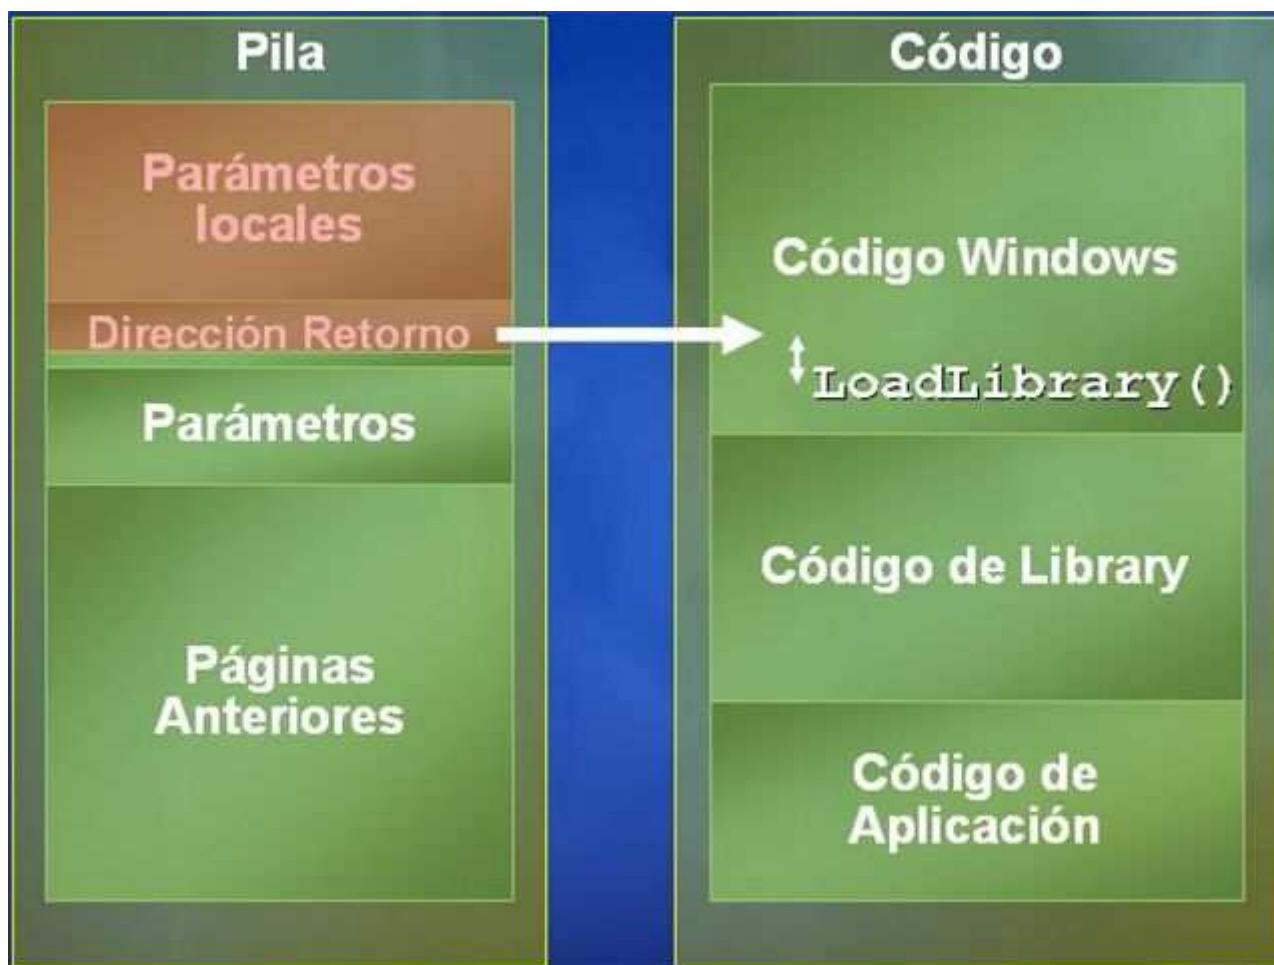 Pila
Parámetros
locales
Dirección Retorno
Parámetros
Páginas
Anteriores
Código
Código Windows
LoadLibrary()
Código de Library
Código de
Aplicación